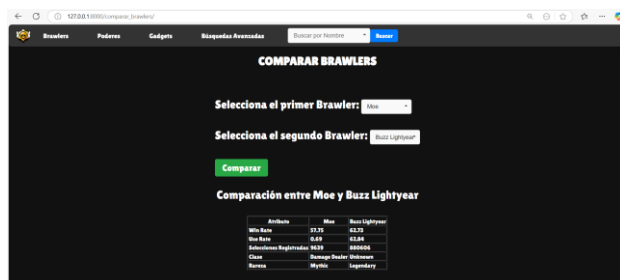 127.0.0.1:8000/comparar_brawlers/
Brawlers Poderes Gadgets Búsquedas Avanzadas Buscar por Nombre Buscar
COMPARAR BRAWLERS
Selecciona el primer Brawler: Moe
Selecciona el segundo Brawler: Buzz Lightyear
Comparar
Comparación entre Moe y Buzz Lightyear
Atributo Moe Buzz Lightyear
Win Rate 57.75 62.73
Use Rate 0.69 62.84
Selecciones Registradas 9639 880606
Clase Damage Dealer Unknown
Rareza Mythic Legendary